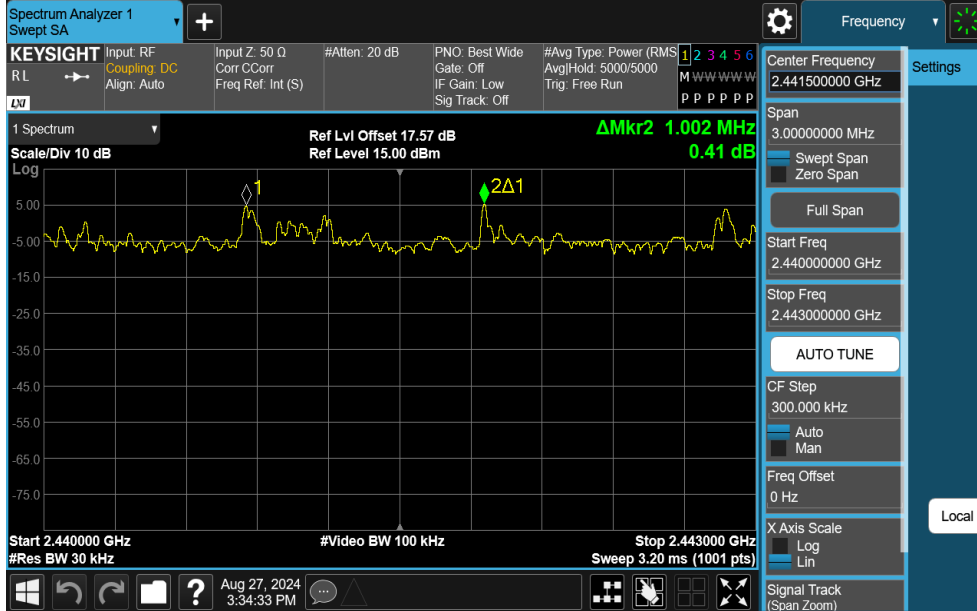 Spectrum Analyzer 1
Swept SA
Frequency
KEYSIGHT
RL
LXI
Input: RF
Coupling: DC
Align: Auto
Input Z: 50 Ω
Corr CCorr
Freq Ref: Int (S)
#Atten: 20 dB
PNO: Best Wide
Gate: Off
IF Gain: Low
Sig Track: Off
#Avg Type: Power (RMS
Avg|Hold: 5000/5000
Trig: Free Run
1 2 3 4 5 6
M W W W W W
P P P P P P
1 Spectrum
Scale/Div 10 dB
Ref Lvl Offset 17.57 dB
Ref Level 15.00 dBm
ΔMkr2 1.002 MHz
0.41 dB
Log
1
2Δ1
5.00
-5.00
-15.0
-25.0
-35.0
-45.0
-55.0
-65.0
-75.0
Start 2.440000 GHz
#Video BW 100 kHz
Stop 2.443000 GHz
#Res BW 30 kHz
Sweep 3.20 ms (1001 pts)
Center Frequency
2.441500000 GHz
Span
3.00000000 MHz
Swept Span
Zero Span
Full Span
Start Freq
2.440000000 GHz
Stop Freq
2.443000000 GHz
AUTO TUNE
CF Step
300.000 kHz
Auto
Man
Freq Offset
0 Hz
X Axis Scale
Log
Lin
Signal Track
(Span Zoom)
Settings
Local
?
Aug 27, 2024
3:34:33 PM